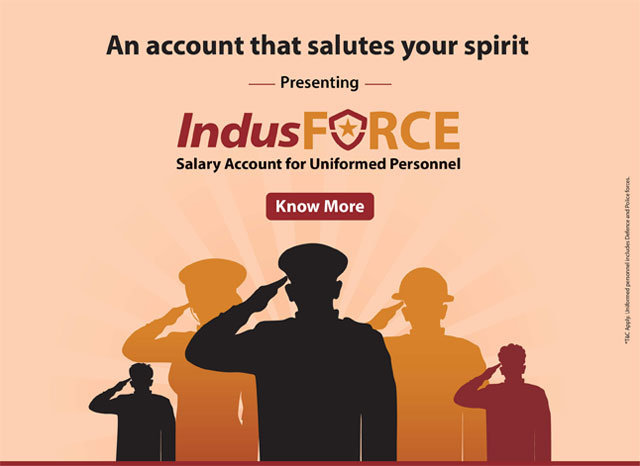 An account that salutes your spirit
Presenting
IndusFORCE
Salary Account for Uniformed Personnel
Know More
*T&C Apply. Uniformed personnel includes Defence and Police forces.